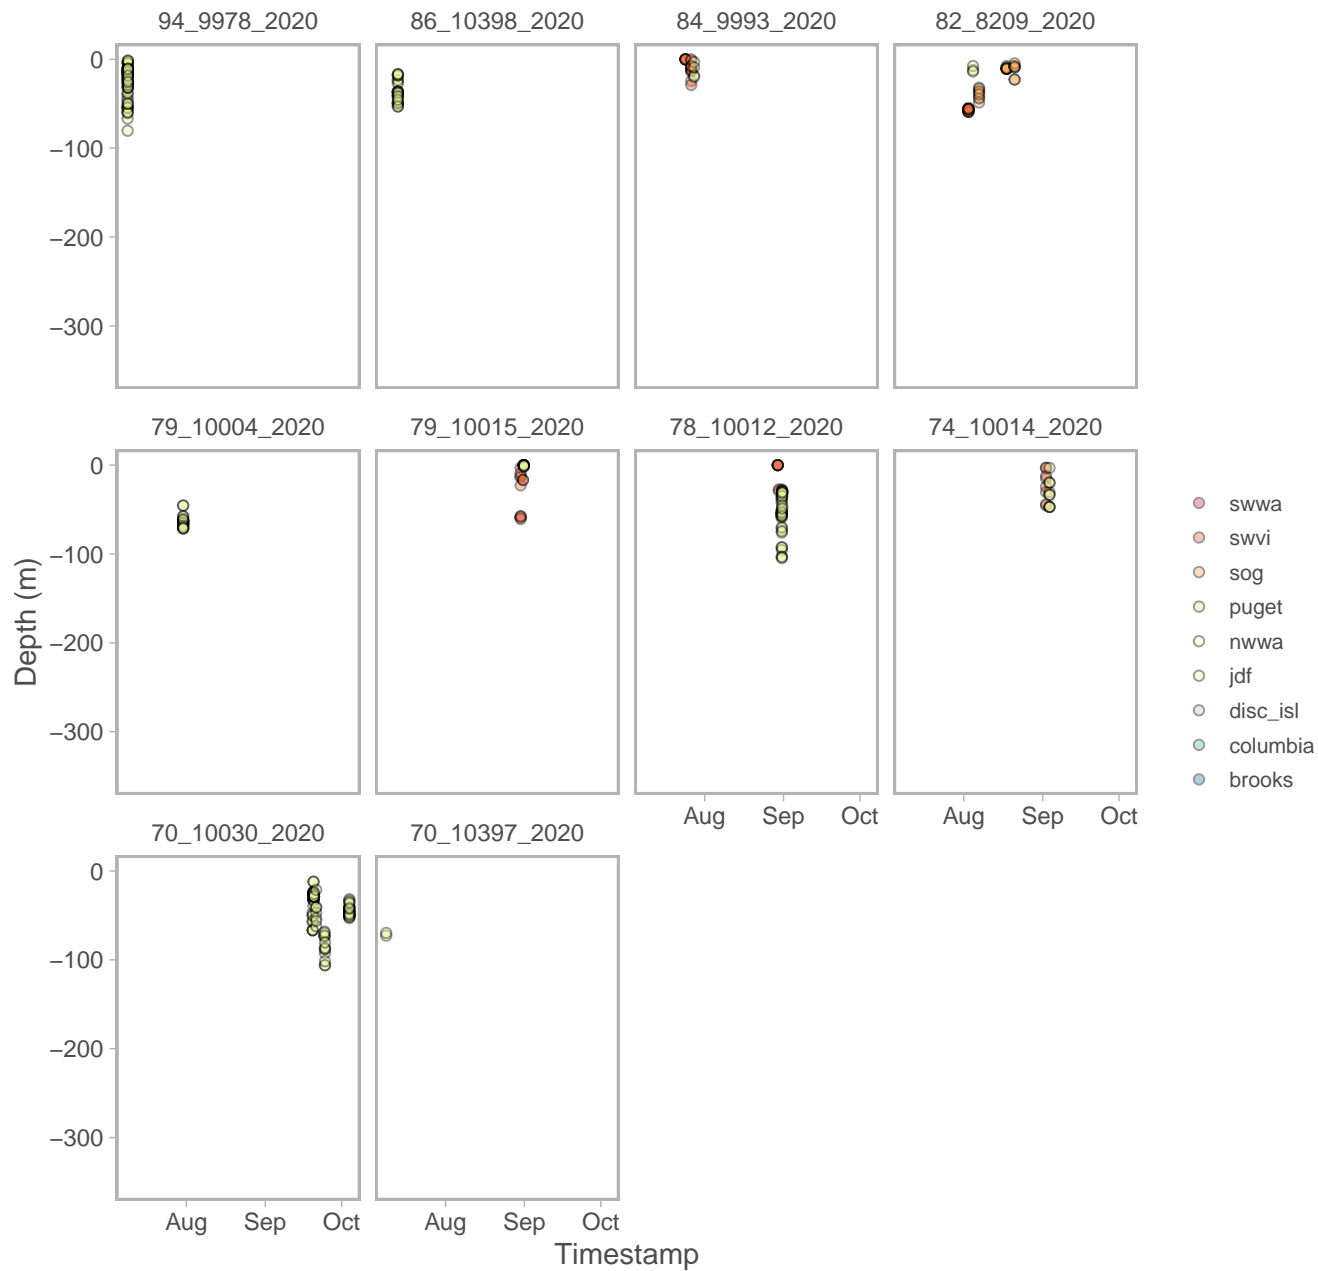 94_9978_2020 86_10398_2020 84_9993_2020 82_8209_2020
0
−100
−200
−300
79_10004_2020 79_10015_2020 78_10012_2020 74_10014_2020
0
−100
−200
−300
Aug Sep Oct Aug Sep Oct
70_10030_2020 70_10397_2020
0
−100
−200
−300
Aug Sep Oct Aug Sep Oct
Depth (m)
Timestamp
swwa
swvi
sog
puget
nwwa
jdf
disc_isl
columbia
brooks